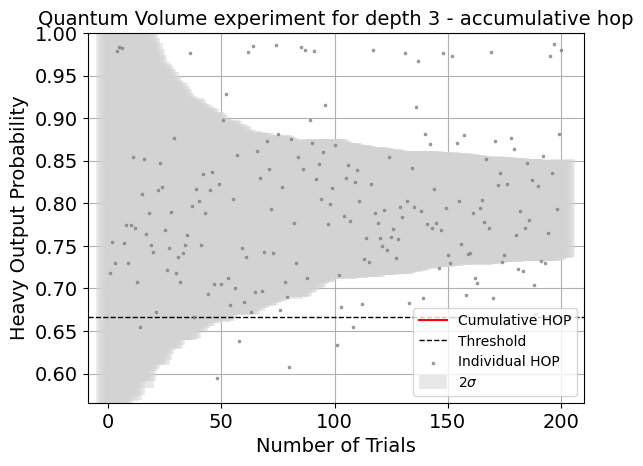 Quantum Volume experiment for depth 3 - accumulative hop
Heavy Output Probability
1.00
0.95
0.90
0.85
0.80
0.75
0.70
0.65
0.60
0
50
100
150
200
Number of Trials
Cumulative HOP
Threshold
Individual HOP
2σ